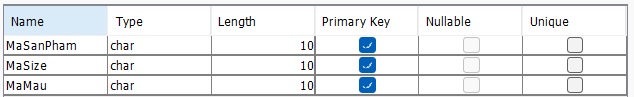 Name Type Length Primary Key Nullable Unique
MaSanPham char 10
MaSize char 10
MaMau char 10